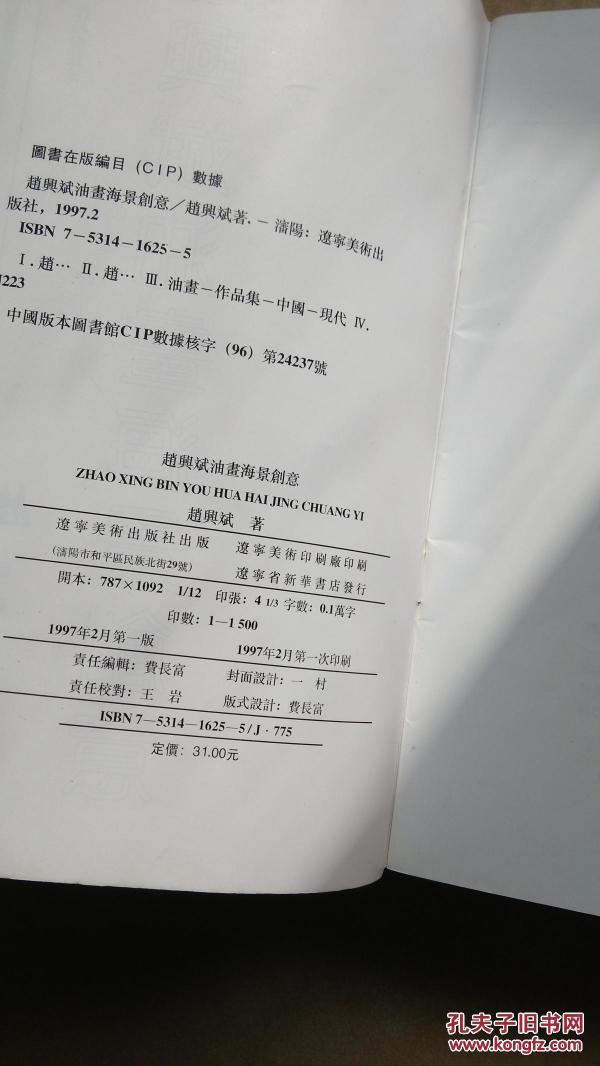 圖書在版編目（CIP）數據
趙興斌油畫海景創意／趙興斌著．－瀋陽：遼寧美術出
版社，1997.2
ISBN 7－5314－1625－5
Ⅰ.趙… Ⅱ.趙… Ⅲ.油畫－作品集－中國－現代 Ⅳ.
J223
中國版本圖書館CIP數據核字（96）第24237號
趙興斌油畫海景創意
ZHAO XING BIN YOU HUA HAI JING CHUANG YI
趙興斌 著
遼寧美術出版社出版 遼寧美術印刷廠印刷
(瀋陽市和平區民族北街29號) 遼寧省新華書店發行
開本：787×1092 1/12 印張：4 1/3 字數：0.1萬字
印數：1—1 500
1997年2月第一版 1997年2月第一次印刷
責任編輯：費長富 封面設計：一 村
責任校對：王 岩 版式設計：費長富
ISBN 7—5314—1625—5/J·775
定價：31.00元
孔夫子旧书网
www.kongfz.com